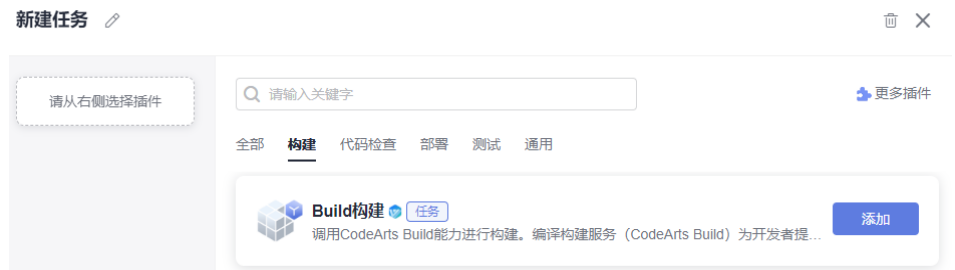 新建任务
请从右侧选择插件
请输入关键字
更多插件
全部 构建 代码检查 部署 测试 通用
Build构建 任务
调用CodeArts Build能力进行构建。编译构建服务（CodeArts Build）为开发者提...
添加